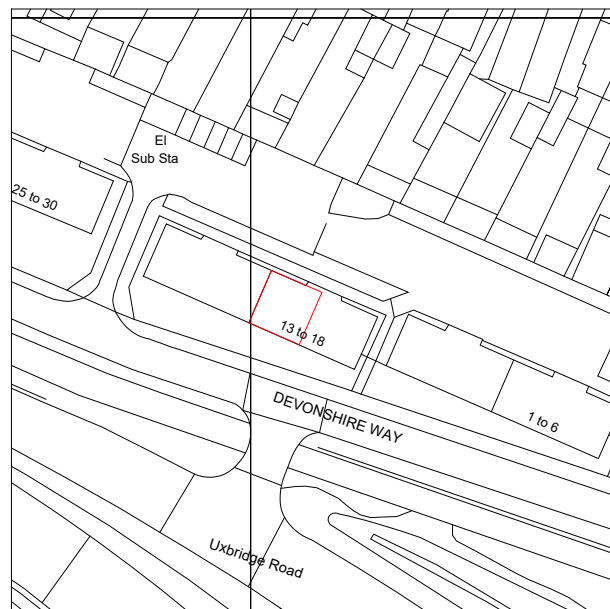 El
Sub Sta
25 to 30
13 to 18
DEVONSHIRE WAY
1 to 6
Uxbridge Road